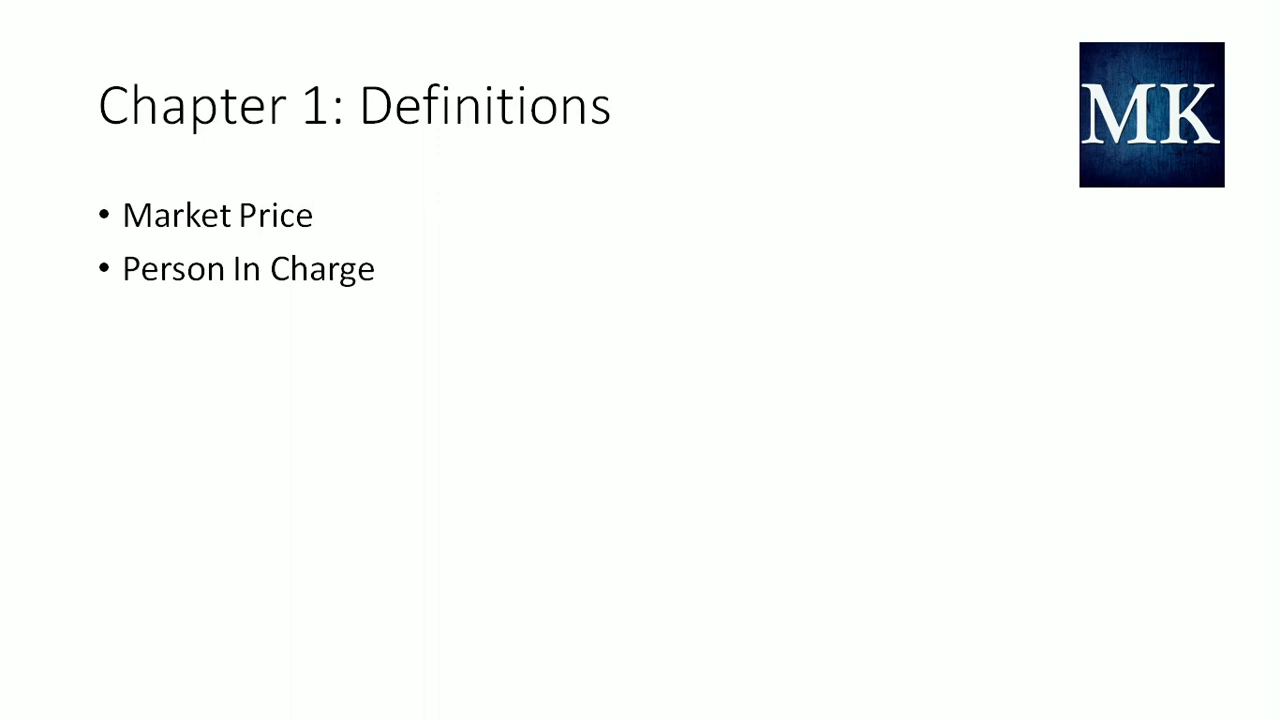 Chapter 1: Definitions
MK
• Market Price
• Person In Charge